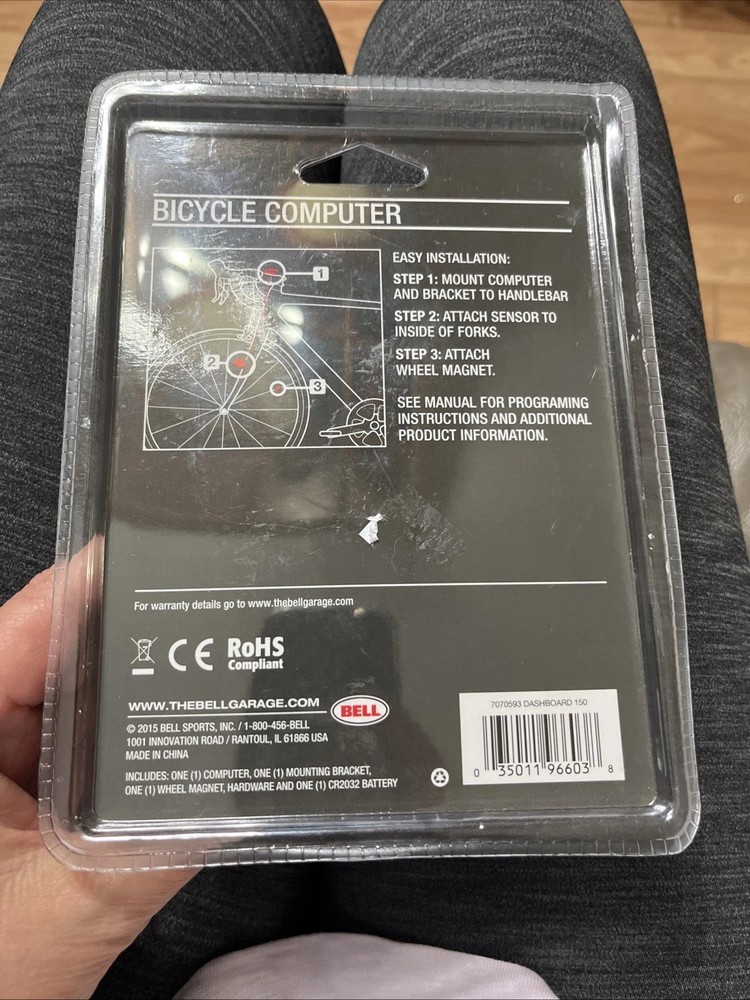 BICYCLE COMPUTER
1
2
3
EASY INSTALLATION:
STEP 1: MOUNT COMPUTER
AND BRACKET TO HANDLEBAR
STEP 2: ATTACH SENSOR TO
INSIDE OF FORKS.
STEP 3: ATTACH
WHEEL MAGNET.
SEE MANUAL FOR PROGRAMING
INSTRUCTIONS AND ADDITIONAL
PRODUCT INFORMATION.
For warranty details go to www.thebellgarage.com
CE RoHS
Compliant
WWW.THEBELLGARAGE.COM BELL
© 2015 BELL SPORTS, INC. / 1-800-456-BELL
1001 INNOVATION ROAD / RANTOUL, IL 61866 USA
MADE IN CHINA
INCLUDES: ONE (1) COMPUTER, ONE (1) MOUNTING BRACKET,
ONE (1) WHEEL MAGNET, HARDWARE AND ONE (1) CR2032 BATTERY
7070593 DASHBOARD 150
0 35011 96603 8